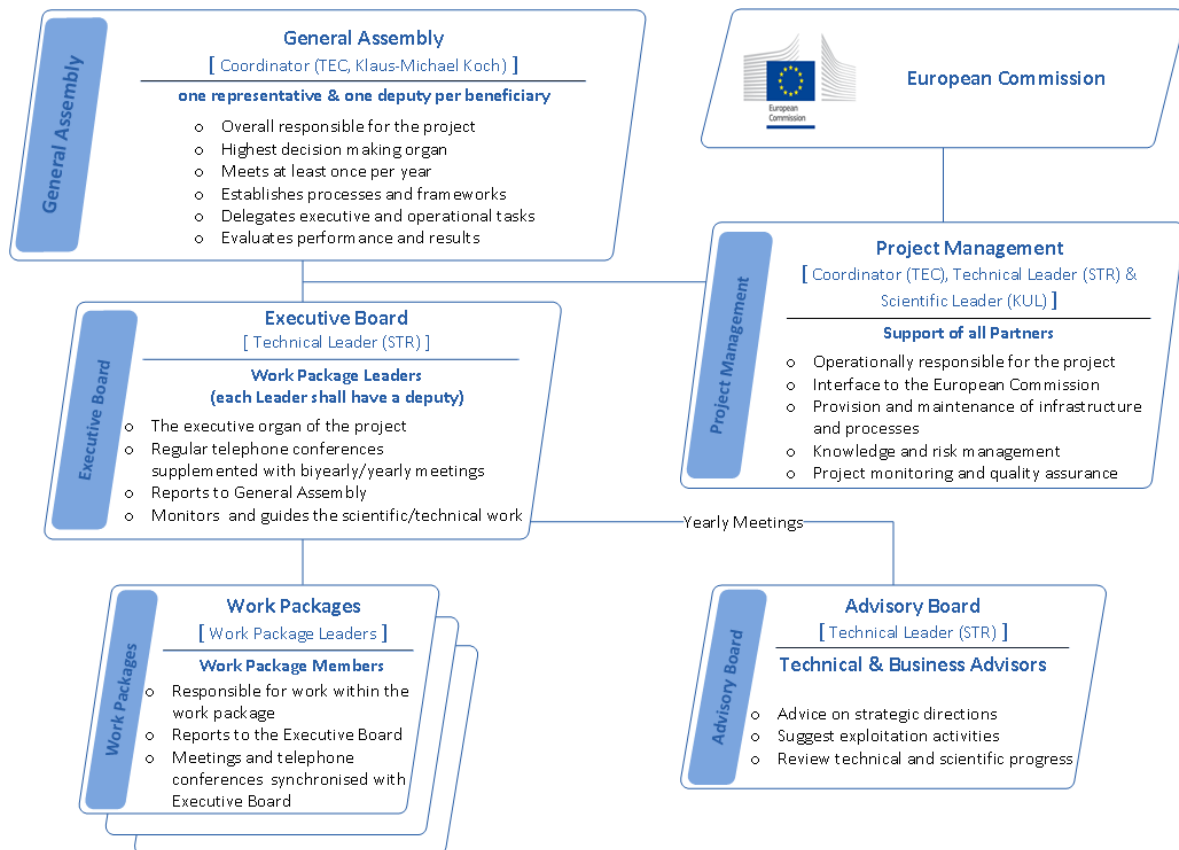 General Assembly
General Assembly
[ Coordinator (TEC, Klaus-Michael Koch) ]
one representative & one deputy per beneficiary
o Overall responsible for the project
o Highest decision making organ
o Meets at least once per year
o Establishes processes and frameworks
o Delegates executive and operational tasks
o Evaluates performance and results
European
Commission
European Commission
Project Management
Project Management
[ Coordinator (TEC), Technical Leader (STR) &
Scientific Leader (KUL) ]
Support of all Partners
o Operationally responsible for the project
o Interface to the European Commission
o Provision and maintenance of infrastructure
and processes
o Knowledge and risk management
o Project monitoring and quality assurance
Executive Board
Executive Board
[ Technical Leader (STR) ]
Work Package Leaders
(each Leader shall have a deputy)
o The executive organ of the project
o Regular telephone conferences
supplemented with biyearly/yearly meetings
o Reports to General Assembly
o Monitors and guides the scientific/technical work
Yearly Meetings
Work Packages
Work Packages
[ Work Package Leaders ]
Work Package Members
o Responsible for work within the
work package
o Reports to the Executive Board
o Meetings and telephone
conferences synchronised with
Executive Board
Advisory Board
Advisory Board
[ Technical Leader (STR) ]
Technical & Business Advisors
o Advice on strategic directions
o Suggest exploitation activities
o Review technical and scientific progress